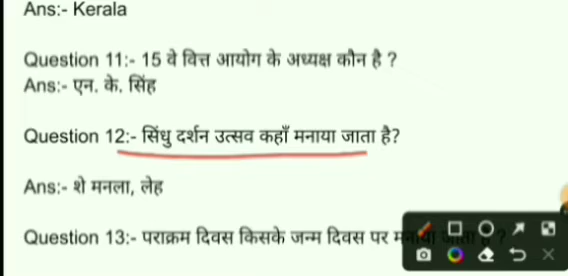 Ans:- Kerala
Question 11:- 15 वे वित्त आयोग के अध्यक्ष कौन है ?
Ans:- एन. के. सिंह
Question 12:- सिंधु दर्शन उत्सव कहाँ मनाया जाता है?
Ans:- शे मनला, लेह
Question 13:- पराक्रम दिवस किसके जन्म दिवस पर मनाया जाता है ?